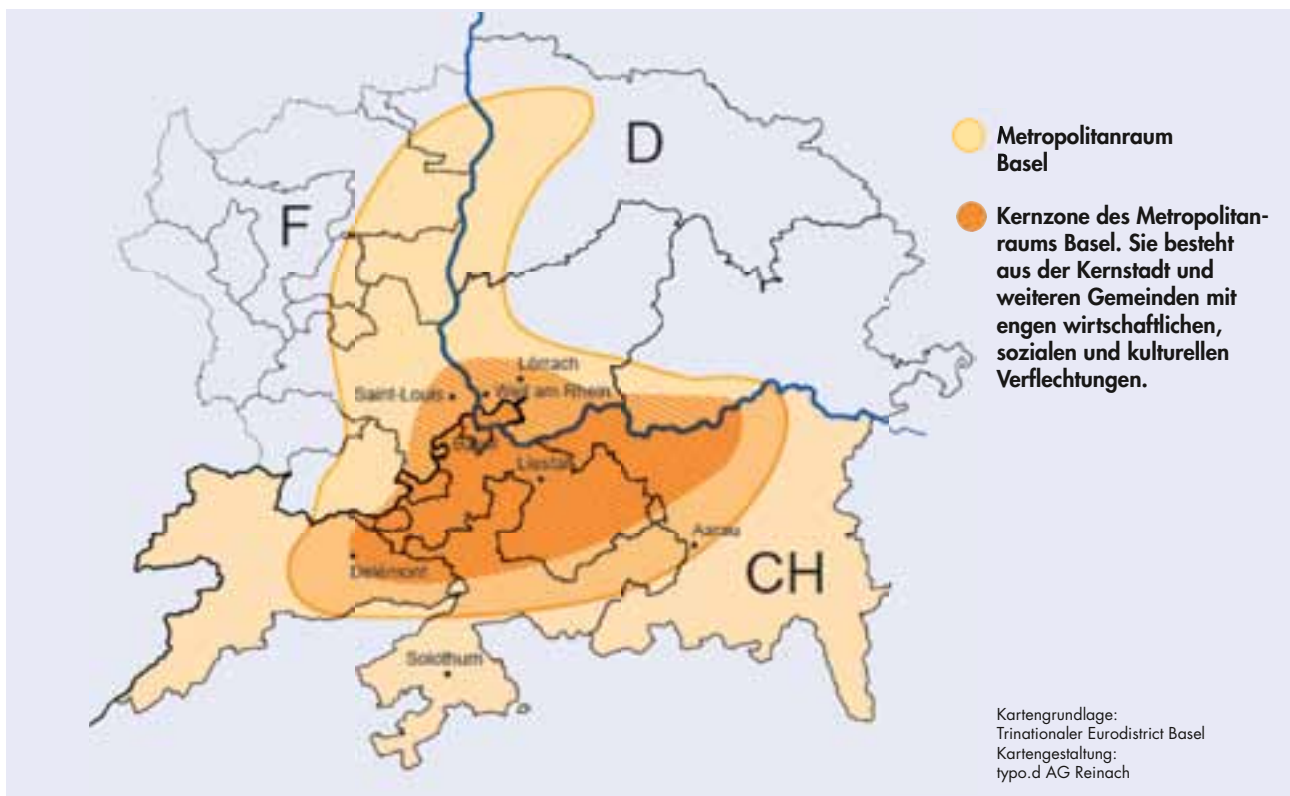 D
F
Lörrach
Saint-Louis
Weil am Rhein
Basel
Liestal
Aarau
Delémont
CH
Solothurn
Metropolitanraum
Basel
Kernzone des Metropolitan-
raums Basel. Sie besteht
aus der Kernstadt und
weiteren Gemeinden mit
engen wirtschaftlichen,
sozialen und kulturellen
Verflechtungen.
Kartengrundlage:
Trinationaler Eurodistrict Basel
Kartengestaltung:
typo.d AG Reinach